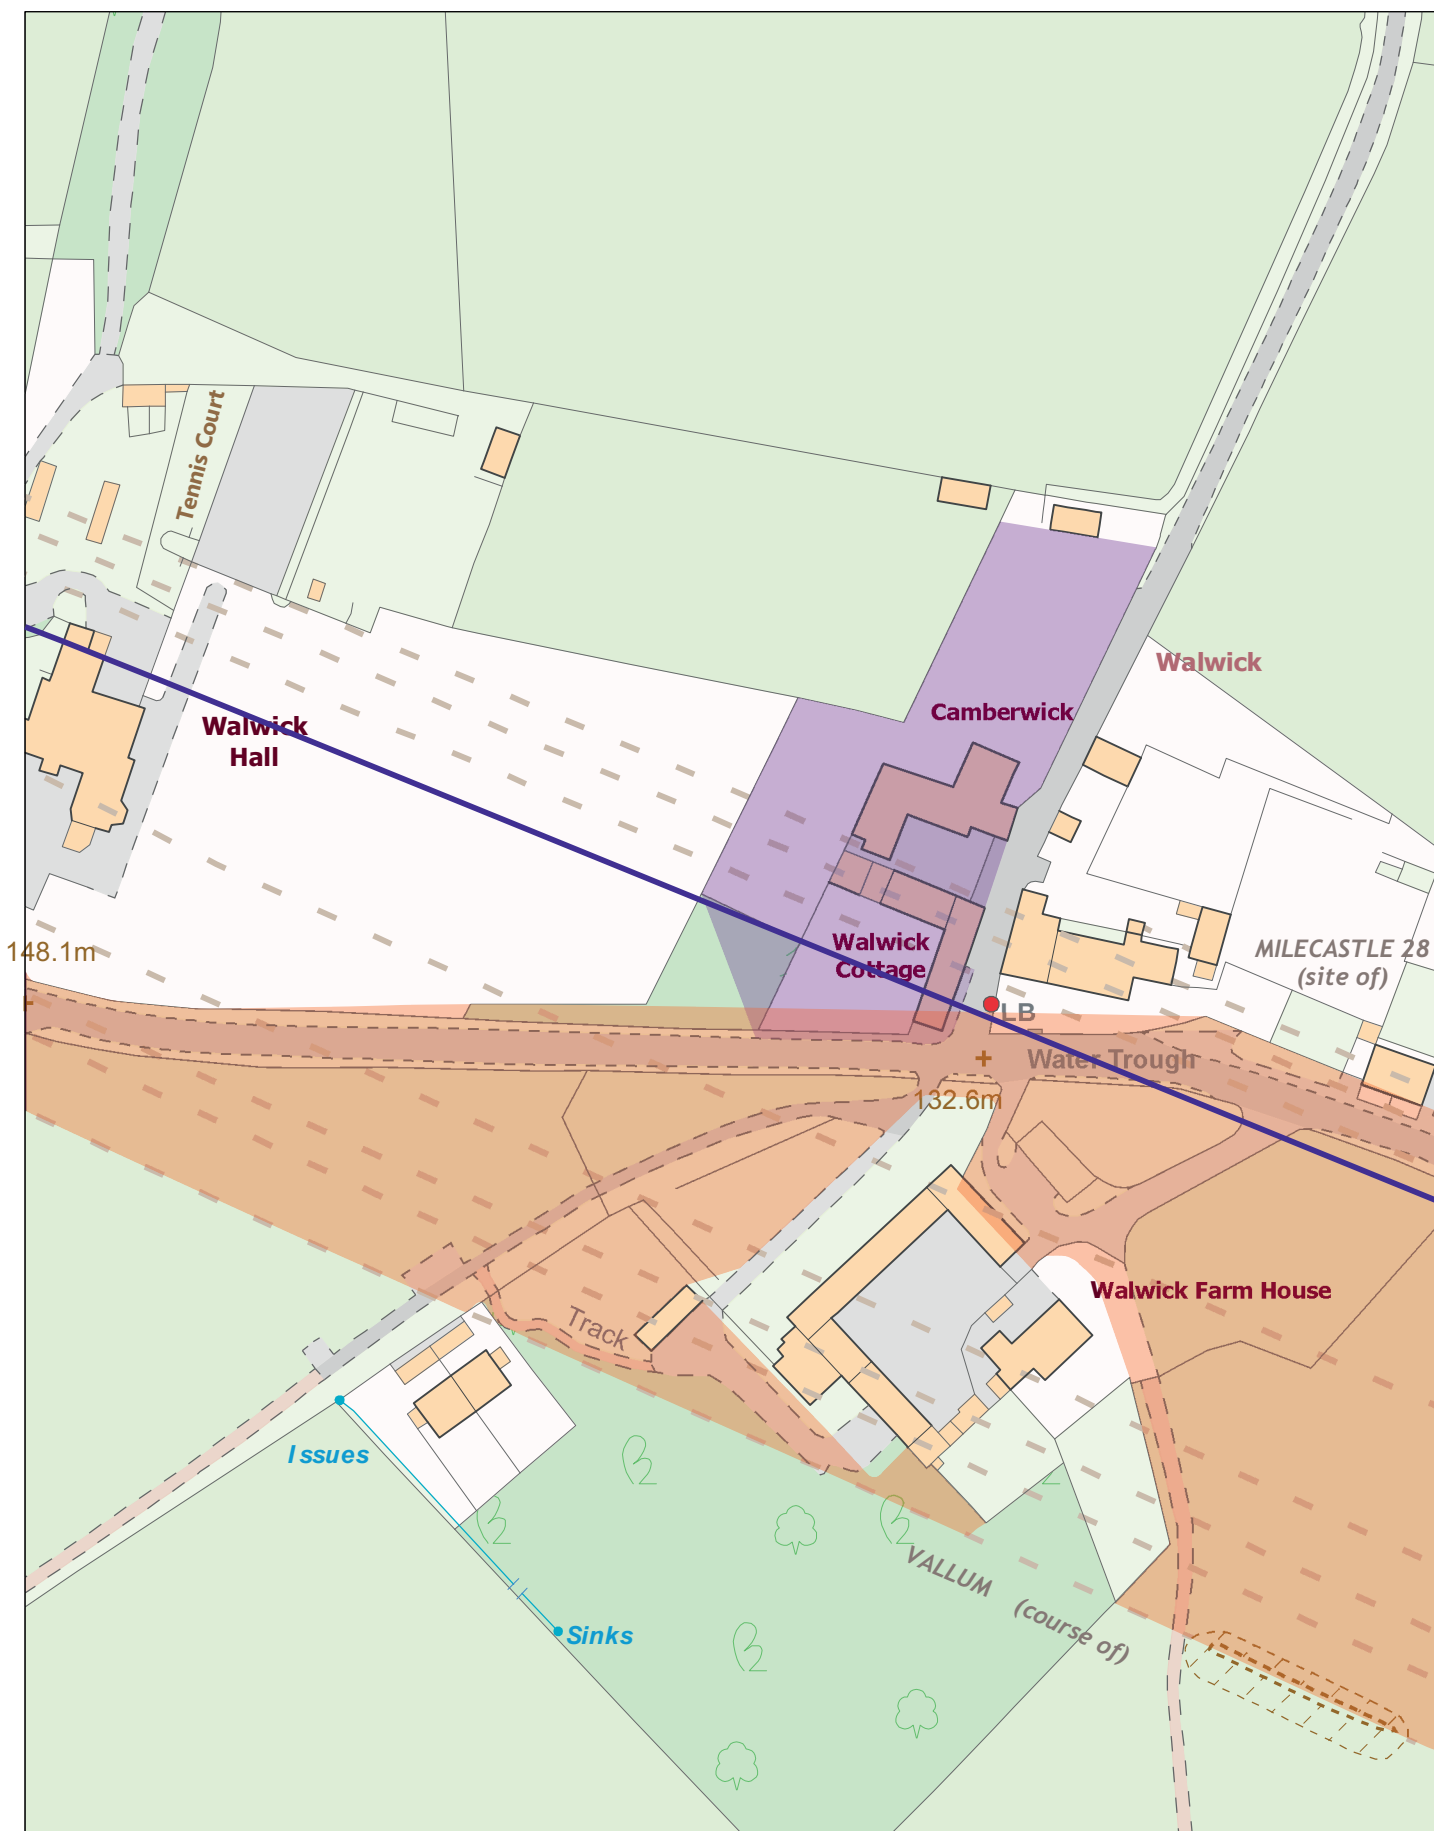 Tennis Court
Walwick
Camberwick
Walwick
Hall
Walwick
Cottage
MILECASTLE 28
(site of)
148.1m
LB
Water Trough
132.6m
Walwick Farm House
Track
Issues
VALLUM (course of)
Sinks